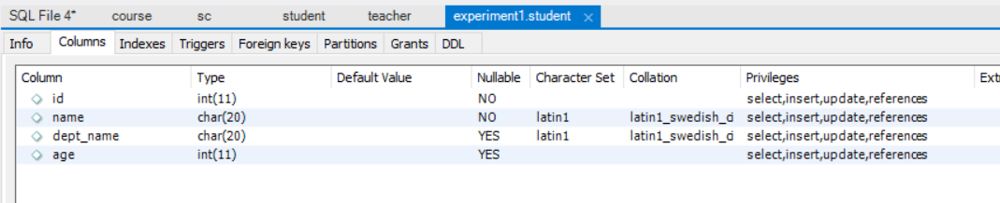 SQL File 4* course sc student teacher experiment1.student ×
Info Columns Indexes Triggers Foreign keys Partitions Grants DDL
Column Type Default Value Nullable Character Set Collation Privileges Ext
id int(11) NO select,insert,update,references
name char(20) NO latin1 latin1_swedish_ci select,insert,update,references
dept_name char(20) YES latin1 latin1_swedish_ci select,insert,update,references
age int(11) YES select,insert,update,references